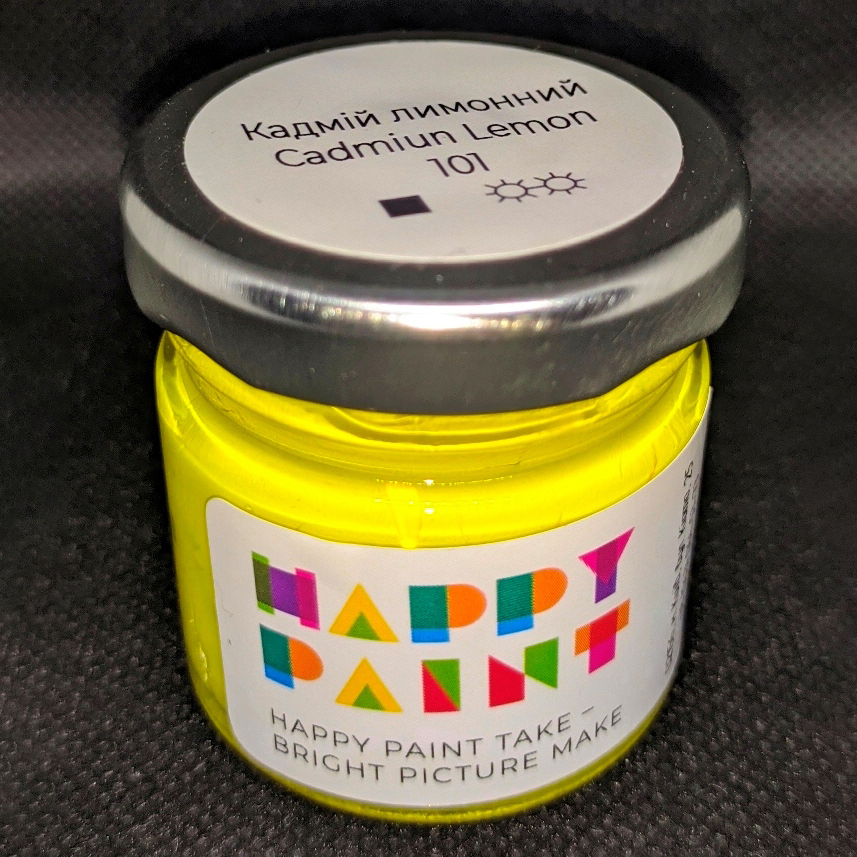 Кадмій лимонний
Cadmiun Lemon
101
HAPPY
PAINT
HAPPY PAINT TAKE –
BRIGHT PICTURE MAKE